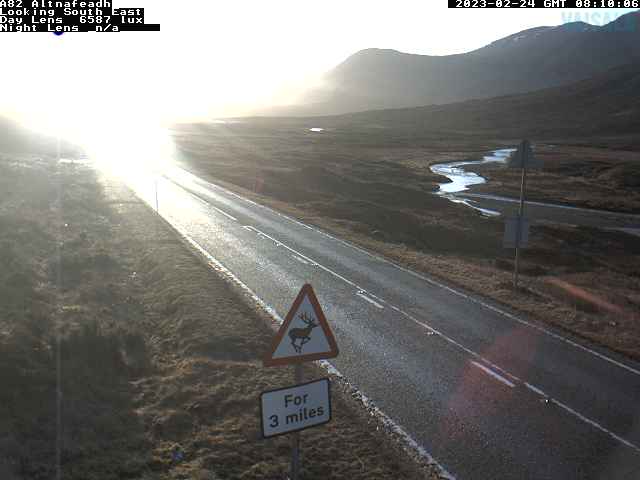 A82 Altnafeadh
Looking South East
Day Lens 6587 lux
Night Lens n/a
2023-02-24 GMT 08:10:06
VAISALA
For
3 miles